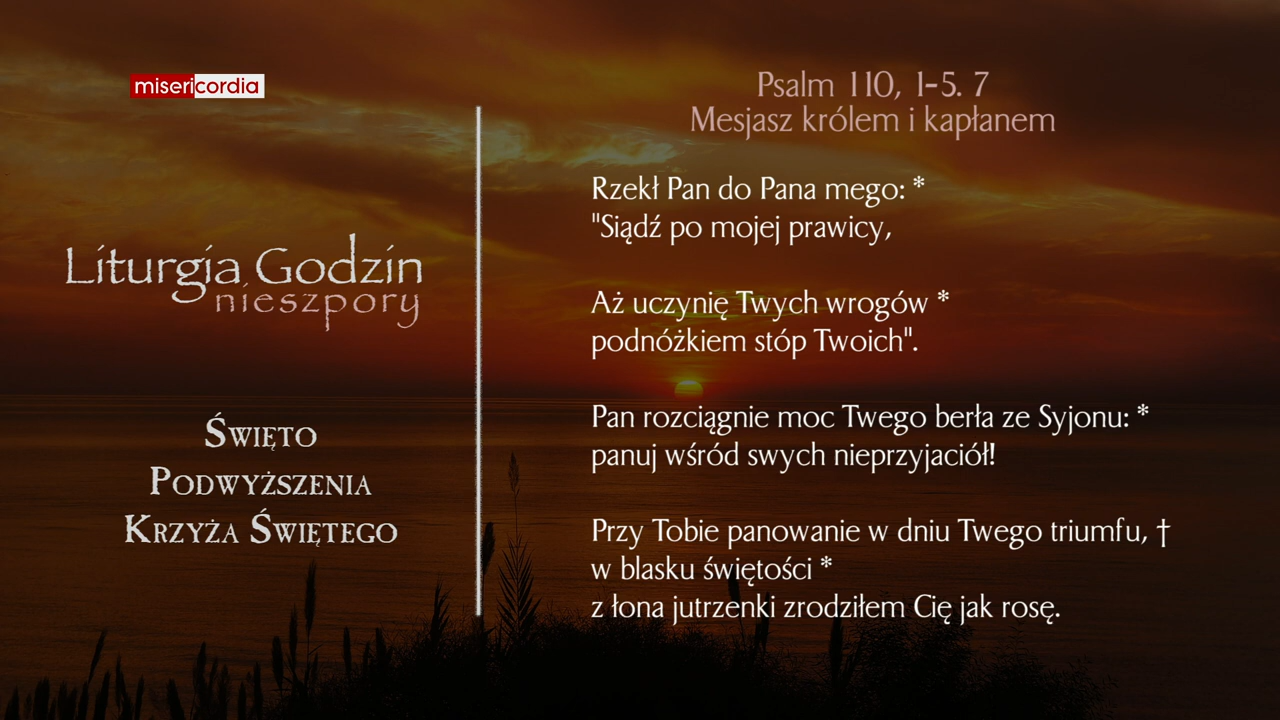 misericordia
Liturgia Godzin
nieszpory
Święto
Podwyższenia
Krzyża Świętego
Psalm 110, 1-5. 7
Mesjasz królem i kapłanem
Rzekł Pan do Pana mego: *
"Siądź po mojej prawicy,
Aż uczynię Twych wrogów *
podnóżkiem stóp Twoich".
Pan rozciągnie moc Twego berła ze Syjonu: *
panuj wśród swych nieprzyjaciół!
Przy Tobie panowanie w dniu Twego triumfu, †
w blasku świętości *
z łona jutrzenki zrodziłem Cię jak rosę.